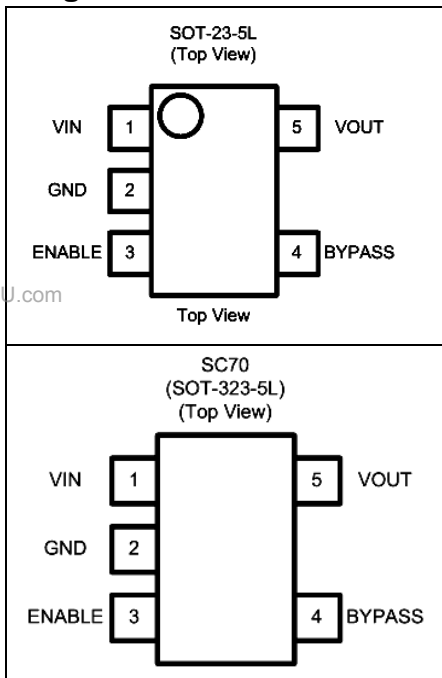 SOT-23-5L
(Top View)
VIN 1 5 VOUT
GND 2
ENABLE 3 4 BYPASS
U.com
Top View
SC70
(SOT-323-5L)
(Top View)
VIN 1 5 VOUT
GND 2
ENABLE 3 4 BYPASS